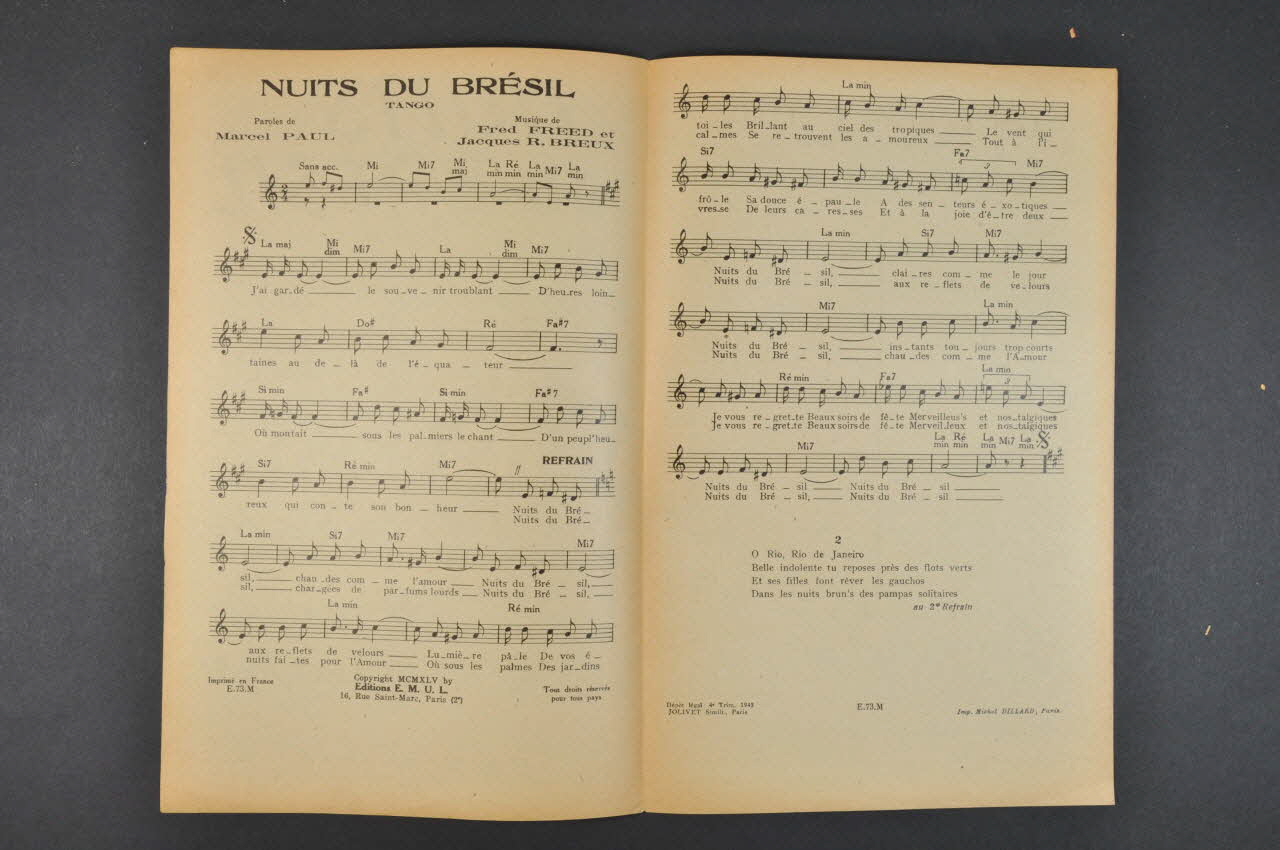 NUITS DU BRÉSIL
TANGO
Paroles de
Marcel PAUL
Musique de
Fred FREED et
Jacques R. BREUX
Sans acc. Mi Mi7 Mi maj La min Ré min La min Mi7 La min
La maj Mi dim Mi7 La Mi dim Mi7
J'ai gar-dé le sou-ve-nir troublant D'heu-res loin-
La Do# Ré Fa#7
taines au de-là de l'é-qua-teur
Si min Fa# Si min Fa#7
Où montait sous les pal-miers le chant D'un peupl'heu-
Si7 Ré min Mi7 ff REFRAIN
reux qui con-te son bon-heur Nuits du Bré-
Nuits du Bré-
La min Si7 Mi7 Mi7
sil, chau-des com-me l'amour Nuits du Bré-sil,
sil, char-gées de par-fums lourds Nuits du Bré-sil,
La min Ré min
aux re-flets de velours Lu-miè-re pâ-le De vos é-
nuits fai-tes pour l'Amour Où sous les palmes Des jar-dins
Imprimé en France
E.73.M
Copyright MCMXLV by
Editions E. M. U. L.
16, Rue Saint-Marc, Paris (2e)
Tous droits réservés
pour tous pays
La min
toi-les Bril-lant au ciel des tropiques Le vent qui
cal-mes Se re-trouvent les a-moureux Tout à l'i-
Si7 Fa7 3 Mi7
frô-le Sa douce é-pau-le A des sen-teurs é-xo-tiques
vres-se De leurs ca-res-ses Et à la joie d'ê-tre deux
La min Si7 Mi7
Nuits du Bré-sil, clai-res com-me le jour
Nuits du Bré-sil, aux re-flets de ve-lours
Mi7 La min
Nuits du Bré-sil, ins-tants tou-jours trop courts
Nuits du Bré-sil, chau-des com-me l'Amour
Ré min Fa7 La min 3
Je vous re-gret-te Beaux soirs de fê-te Merveilleus's et nos-talgiques
Je vous re-gret-te Beaux soirs de fê-te Merveil-leux et nos-talgiques
Mi7 La min Ré min La min Mi7 La min
Nuits du Bré-sil Nuits du Bré-sil
Nuits du Bré-sil, Nuits du Bré-sil
2
O Rio, Rio de Janeiro
Belle indolente tu reposes près des flots verts
Et ses filles font rêver les gauchos
Dans les nuits brun's des pampas solitaires
au 2e Refrain
Dépôt légal 4e Trim. 1945
JOLIVET Simili., Paris
E.73.M
Imp. Michel DILLARD, Paris.